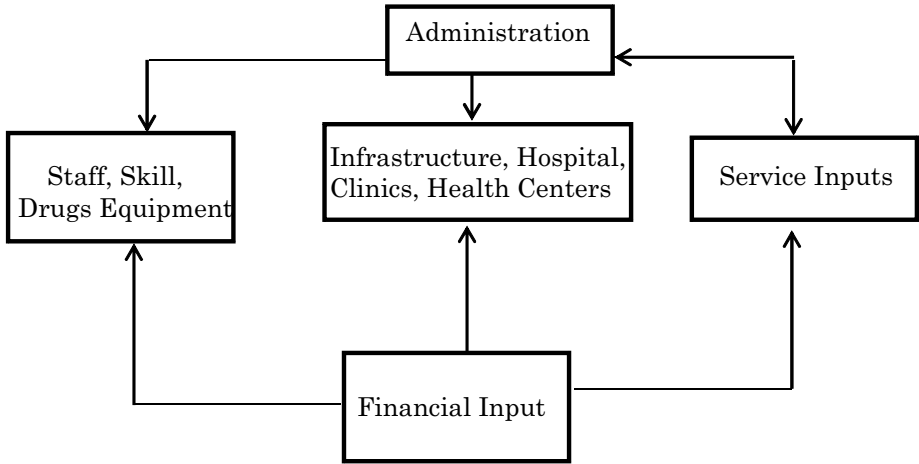 Administration
Staff, Skill,
Drugs Equipment
Infrastructure, Hospital,
Clinics, Health Centers
Service Inputs
Financial Input